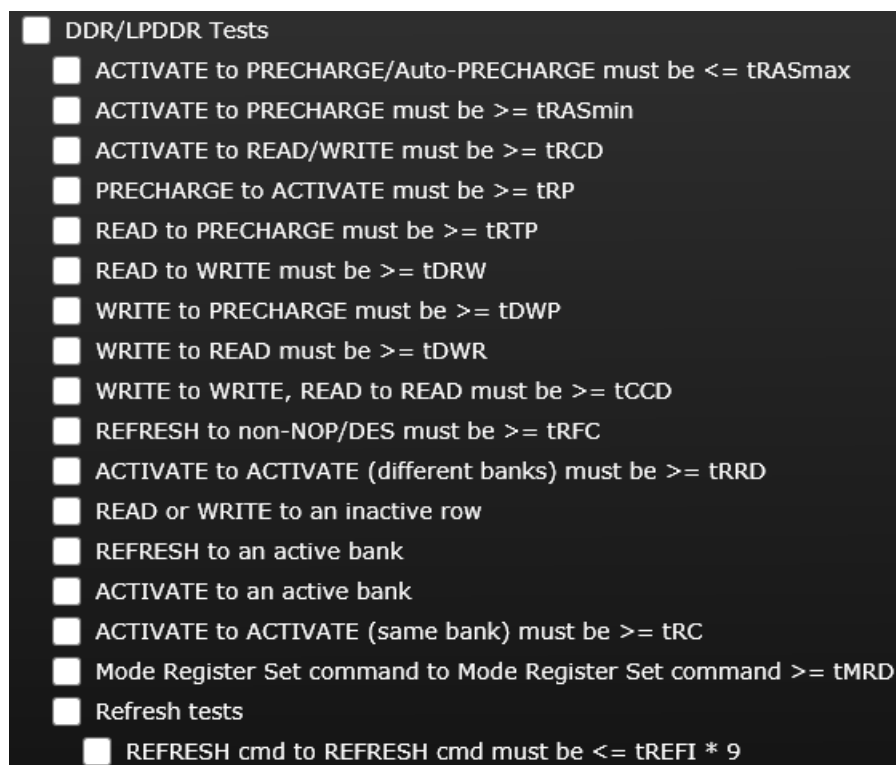 DDR/LPDDR Tests
ACTIVATE to PRECHARGE/Auto-PRECHARGE must be <= tRASmax
ACTIVATE to PRECHARGE must be >= tRASmin
ACTIVATE to READ/WRITE must be >= tRCD
PRECHARGE to ACTIVATE must be >= tRP
READ to PRECHARGE must be >= tRTP
READ to WRITE must be >= tDRW
WRITE to PRECHARGE must be >= tDWP
WRITE to READ must be >= tDWR
WRITE to WRITE, READ to READ must be >= tCCD
REFRESH to non-NOP/DES must be >= tRFC
ACTIVATE to ACTIVATE (different banks) must be >= tRRD
READ or WRITE to an inactive row
REFRESH to an active bank
ACTIVATE to an active bank
ACTIVATE to ACTIVATE (same bank) must be >= tRC
Mode Register Set command to Mode Register Set command >= tMRD
Refresh tests
REFRESH cmd to REFRESH cmd must be <= tREFI * 9